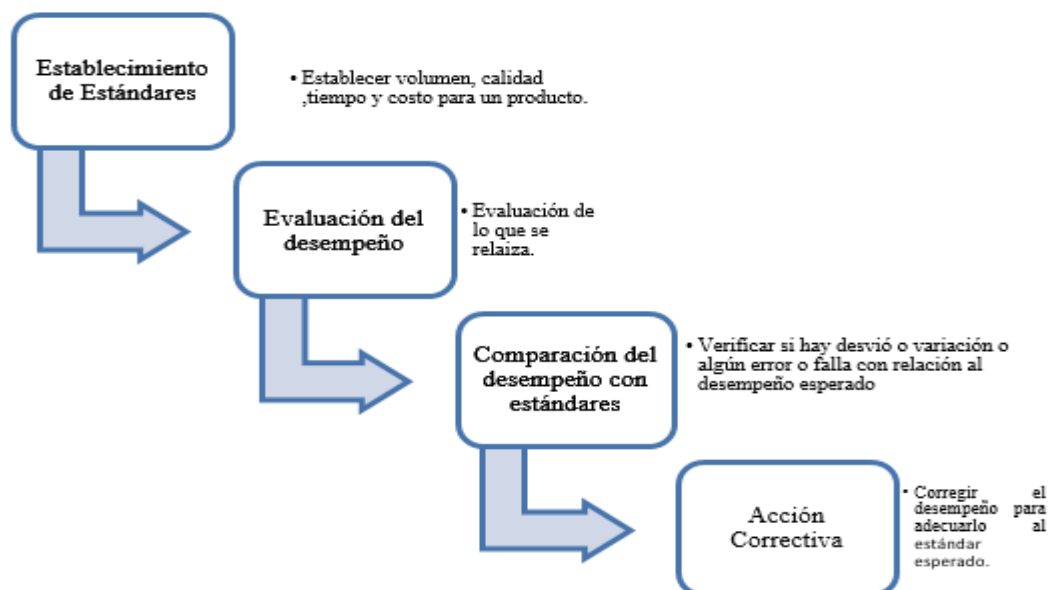 Establecimiento
de Estándares
• Establecer volumen, calidad
,tiempo y costo para un producto.
Evaluación del
desempeño
• Evaluación de
lo que se
relaiza.
Comparación del
desempeño con
estándares
• Verificar si hay desvió o variación o
algún error o falla con relación al
desempeño esperado
Acción
Correctiva
• Corregir el
desempeño para
adecuarlo al
estándar
esperado.